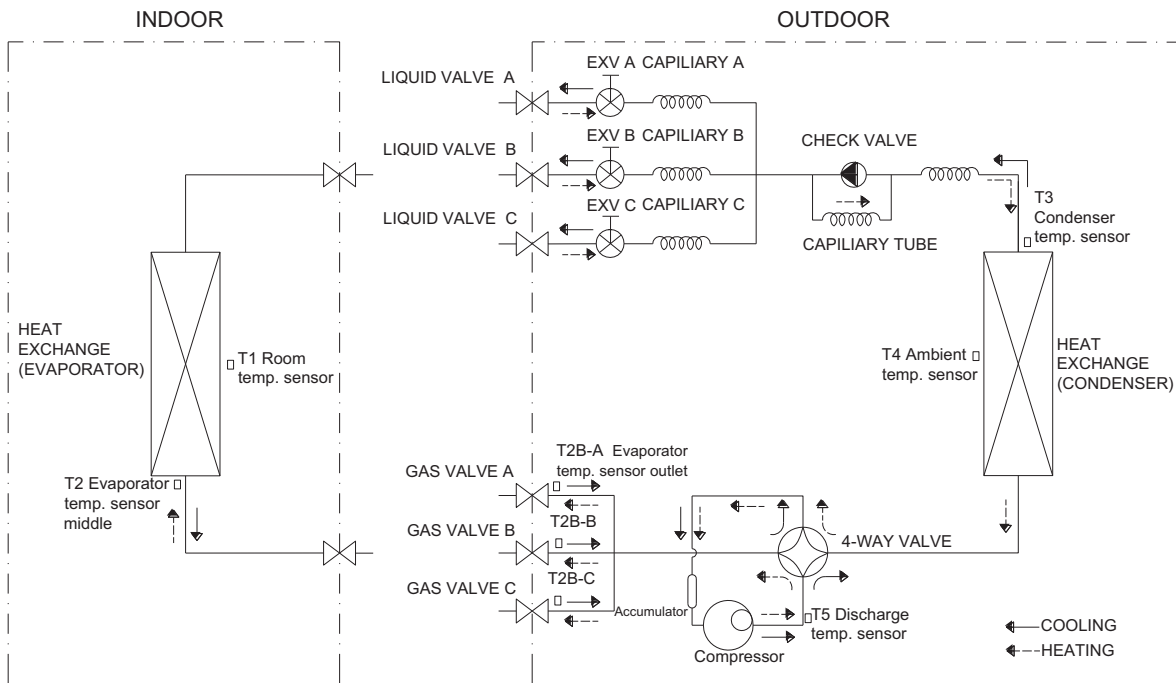 INDOOR
OUTDOOR
LIQUID VALVE A
EXV A CAPILIARY A
LIQUID VALVE B
EXV B CAPILIARY B
LIQUID VALVE C
EXV C CAPILIARY C
CHECK VALVE
CAPILIARY TUBE
T3
Condenser
temp. sensor
HEAT
EXCHANGE
(EVAPORATOR)
T1 Room
temp. sensor
T4 Ambient
temp. sensor
HEAT
EXCHANGE
(CONDENSER)
T2 Evaporator
temp. sensor
middle
GAS VALVE A
T2B-A Evaporator
temp. sensor outlet
GAS VALVE B
T2B-B
GAS VALVE C
T2B-C
4-WAY VALVE
Accumulator
Compressor
T5 Discharge
temp. sensor
COOLING
HEATING